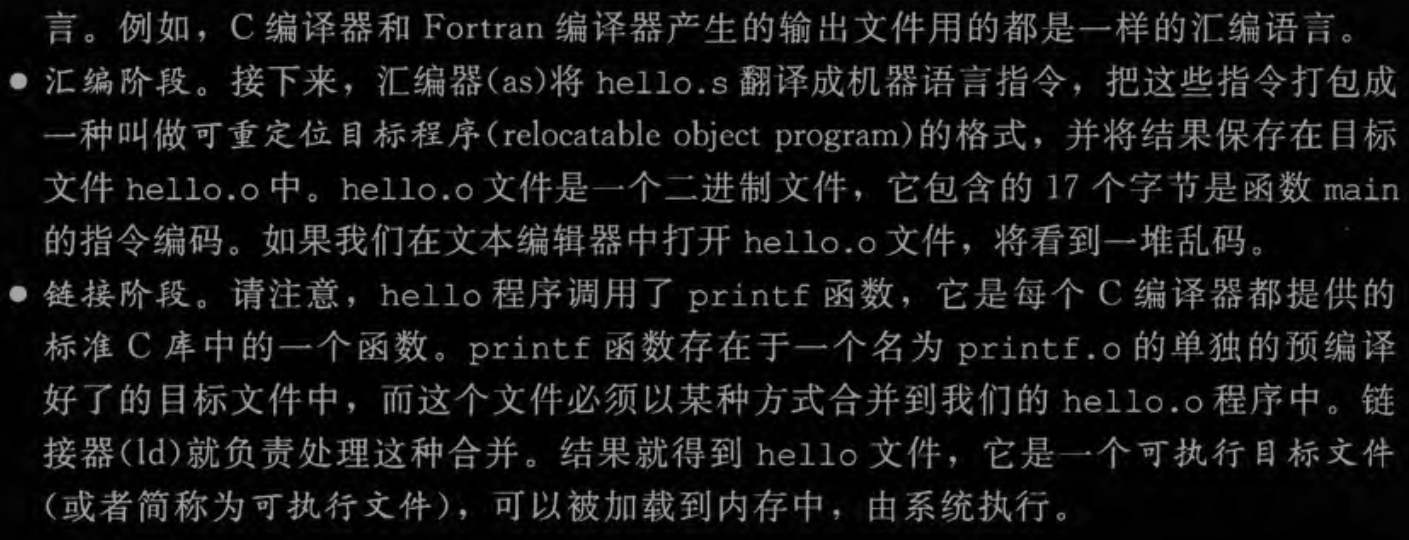 言。例如，C 编译器和 Fortran 编译器产生的输出文件用的都是一样的汇编语言。
● 汇编阶段。接下来，汇编器(as)将 hello.s 翻译成机器语言指令，把这些指令打包成
一种叫做可重定位目标程序(relocatable object program)的格式，并将结果保存在目标
文件 hello.o 中。hello.o 文件是一个二进制文件，它包含的 17 个字节是函数 main
的指令编码。如果我们在文本编辑器中打开 hello.o 文件，将看到一堆乱码。
● 链接阶段。请注意，hello 程序调用了 printf 函数，它是每个 C 编译器都提供的
标准 C 库中的一个函数。printf 函数存在于一个名为 printf.o 的单独的预编译
好了的目标文件中，而这个文件必须以某种方式合并到我们的 hello.o 程序中。链
接器(ld)就负责处理这种合并。结果就得到 hello 文件，它是一个可执行目标文件
(或者简称为可执行文件)，可以被加载到内存中，由系统执行。